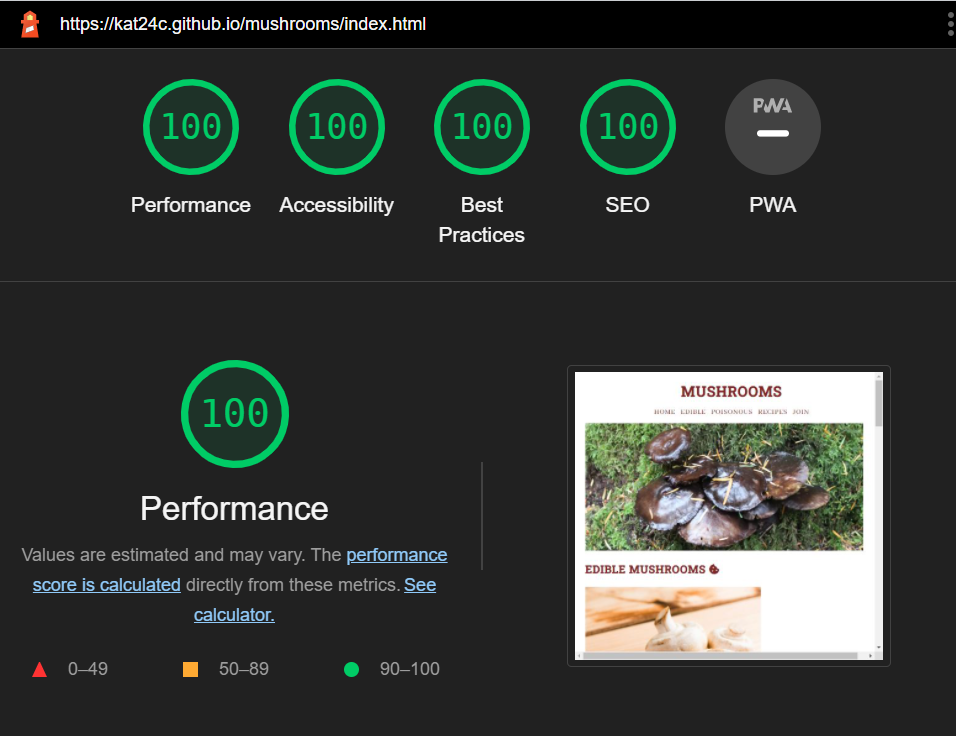 https://kat24c.github.io/mushrooms/index.html
100 100 100 100 PWA
Performance Accessibility Best Practices SEO PWA
100
Performance
Values are estimated and may vary. The performance
score is calculated directly from these metrics. See
calculator.
0–49 50–89 90–100
MUSHROOMS
HOME EDIBLE POISONOUS RECIPES JOIN
EDIBLE MUSHROOMS